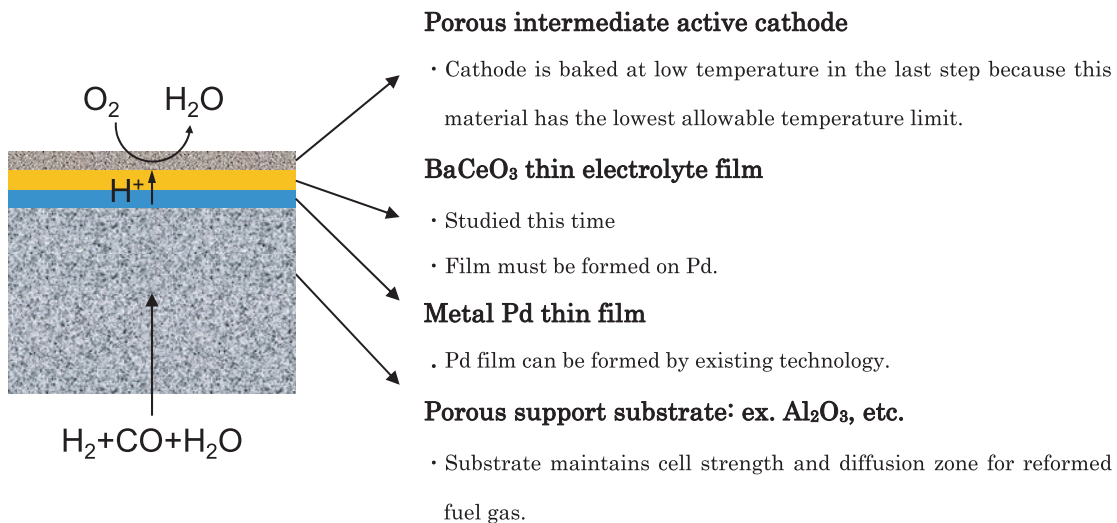 Porous intermediate active cathode
・Cathode is baked at low temperature in the last step because this
material has the lowest allowable temperature limit.
O₂ H₂O
BaCeO₃ thin electrolyte film
H⁺
・Studied this time
・Film must be formed on Pd.
Metal Pd thin film
. Pd film can be formed by existing technology.
Porous support substrate: ex. Al₂O₃, etc.
H₂+CO+H₂O
・Substrate maintains cell strength and diffusion zone for reformed
fuel gas.